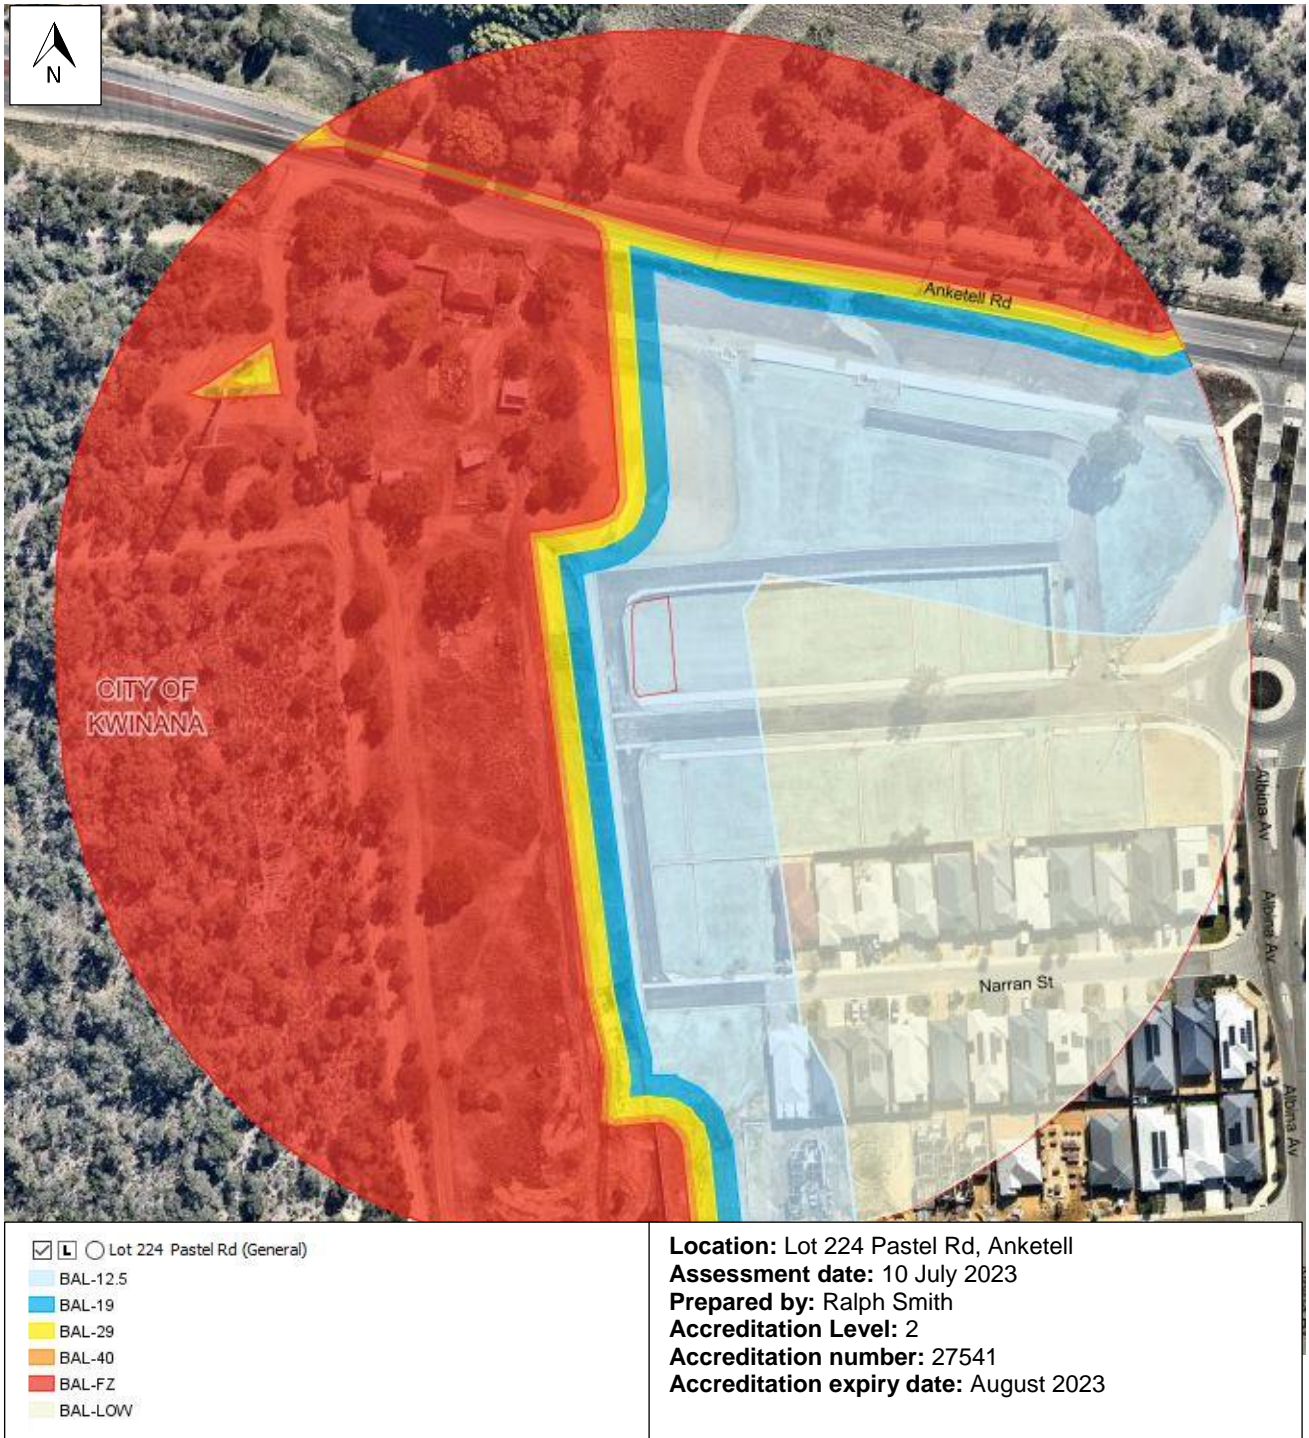 N
Anketell Rd
CITY OF
KWINANA
Albina Av
Albina Av
Narran St
Albina Av
L Lot 224 Pastel Rd (General)
BAL-12.5
BAL-19
BAL-29
BAL-40
BAL-FZ
BAL-LOW
Location: Lot 224 Pastel Rd, Anketell
Assessment date: 10 July 2023
Prepared by: Ralph Smith
Accreditation Level: 2
Accreditation number: 27541
Accreditation expiry date: August 2023